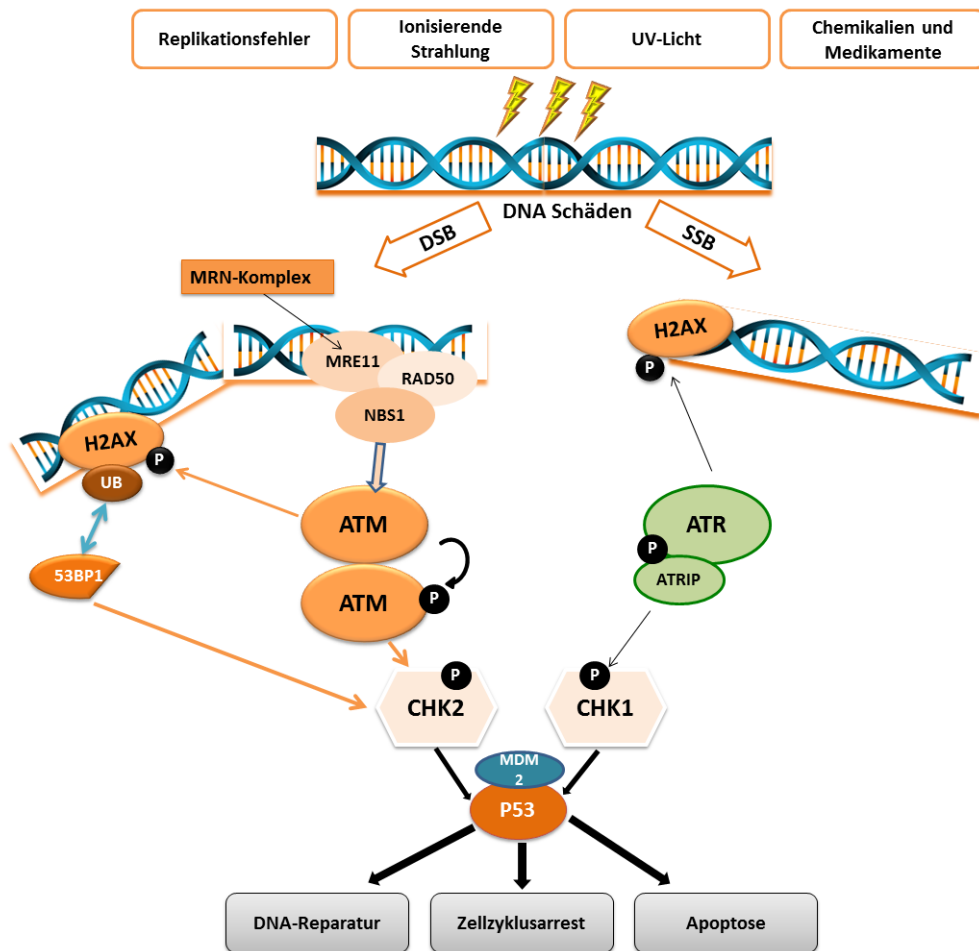 Replikationsfehler
Ionisierende
Strahlung
UV-Licht
Chemikalien und
Medikamente
DNA Schäden
DSB
SSB
MRN-Komplex
MRE11
RAD50
NBS1
H2AX
P
UB
53BP1
ATM
ATM
P
H2AX
P
ATR
P
ATRIP
P
CHK2
P
CHK1
MDM
2
P53
DNA-Reparatur
Zellzyklusarrest
Apoptose